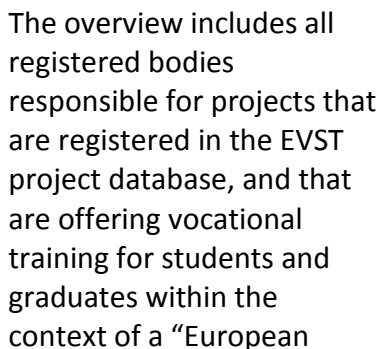 The overview includes all
registered bodies
responsible for projects that
are registered in the EVST
project database, and that
are offering vocational
training for students and
graduates within the
context of a “European